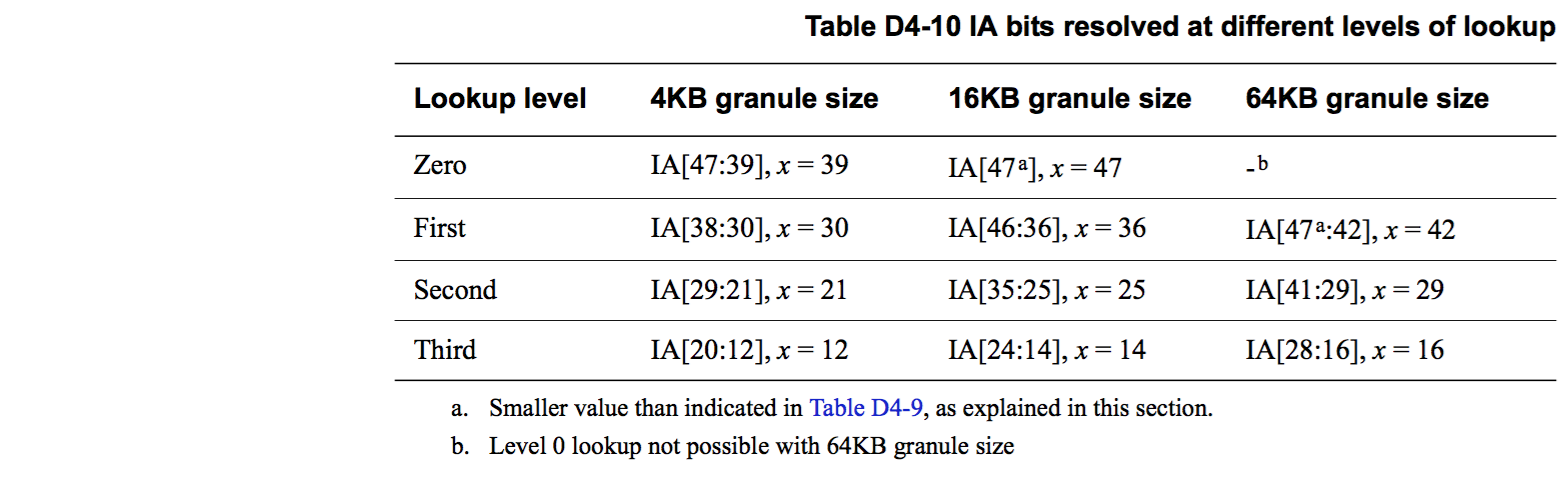 Table D4-10 IA bits resolved at different levels of lookup
Lookup level 4KB granule size 16KB granule size 64KB granule size
Zero IA[47:39], x = 39 IA[47a], x = 47 -b
First IA[38:30], x = 30 IA[46:36], x = 36 IA[47a:42], x = 42
Second IA[29:21], x = 21 IA[35:25], x = 25 IA[41:29], x = 29
Third IA[20:12], x = 12 IA[24:14], x = 14 IA[28:16], x = 16
a. Smaller value than indicated in Table D4-9, as explained in this section.
b. Level 0 lookup not possible with 64KB granule size